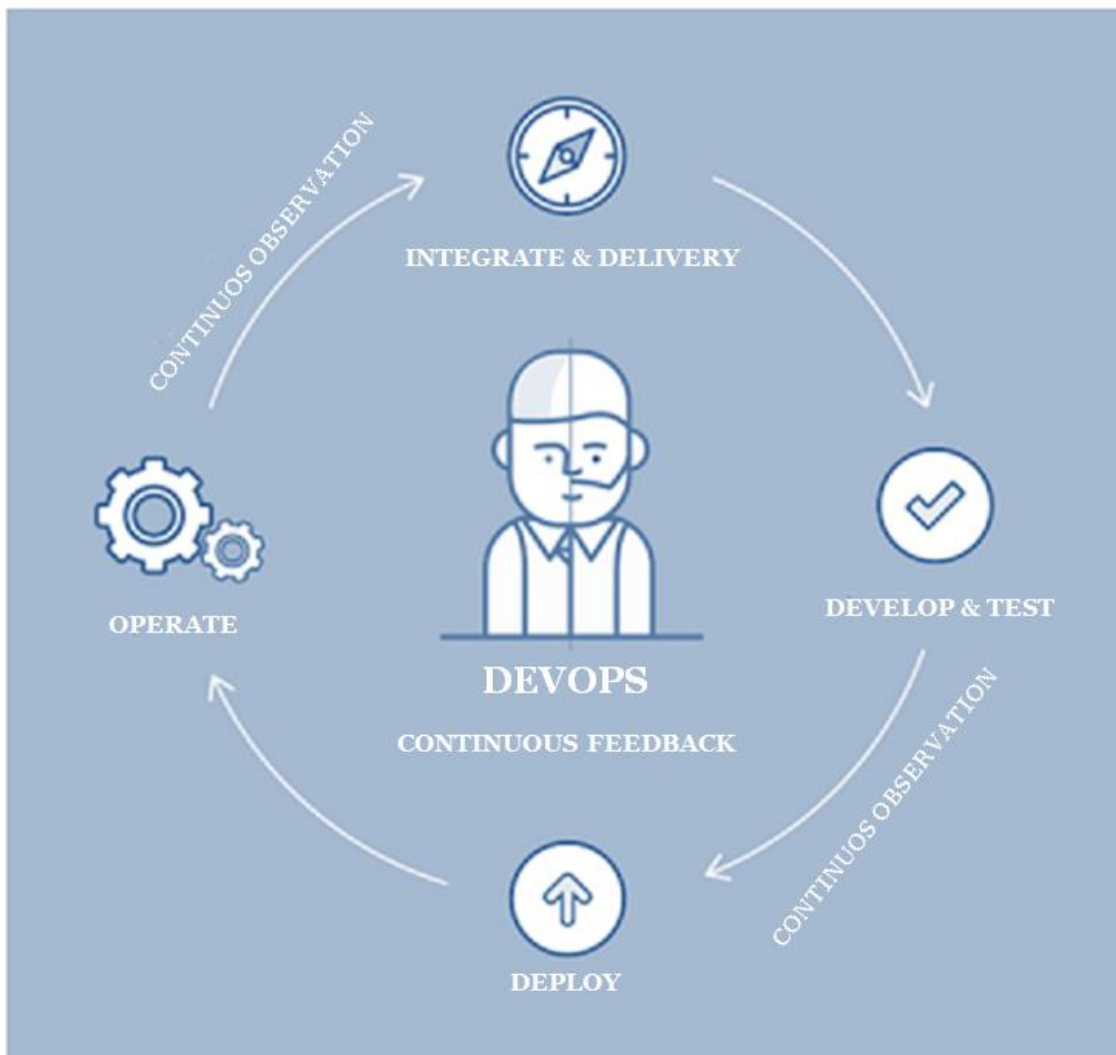 CONTINUOS OBSERVATION
INTEGRATE & DELIVERY
OPERATE
DEVELOP & TEST
DEVOPS
CONTINUOUS FEEDBACK
CONTINUOS OBSERVATION
DEPLOY